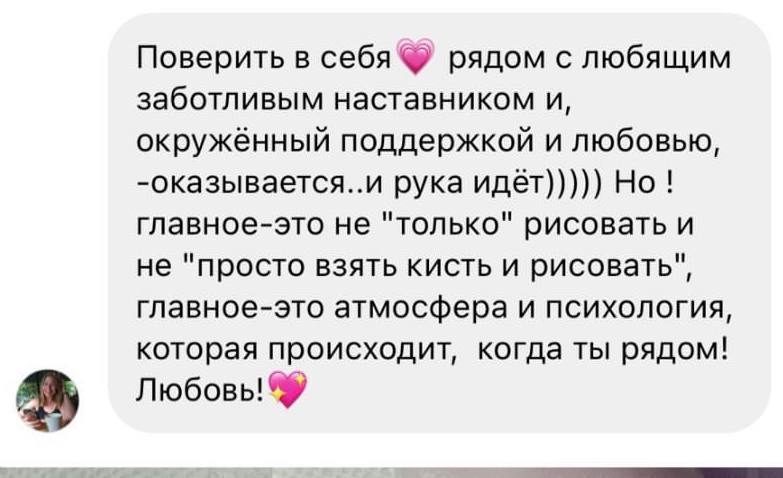 Поверить в себя💗 рядом с любящим
заботливым наставником и,
окружённый поддержкой и любовью,
-оказывается..и рука идёт))))) Но !
главное-это не "только" рисовать и
не "просто взять кисть и рисовать",
главное-это атмосфера и психология,
которая происходит,  когда ты рядом!
Любовь!💖